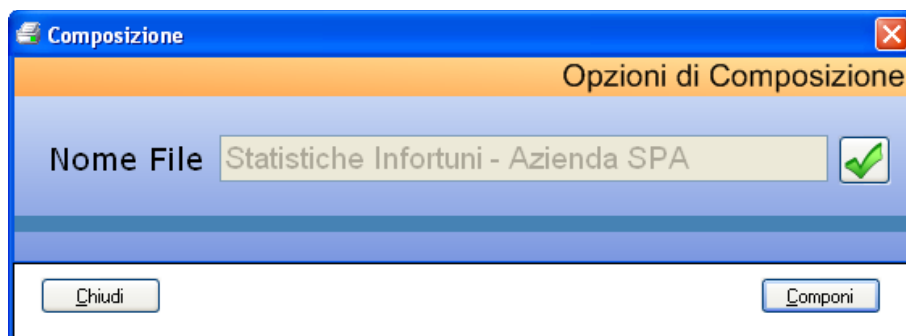 Composizione
Opzioni di Composizione
Nome File Statistiche Infortuni - Azienda SPA
Chiudi Componi